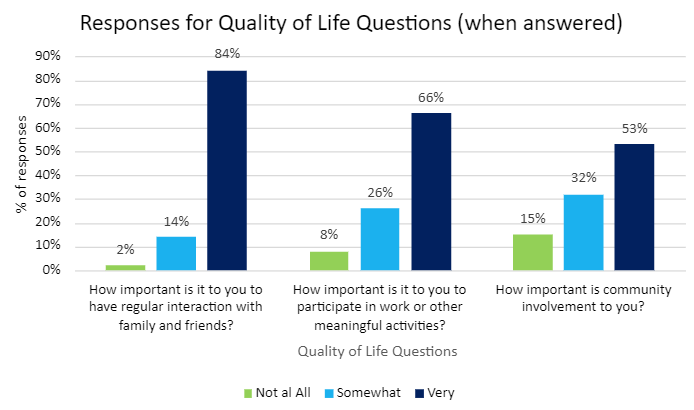 Responses for Quality of Life Questions (when answered)
90%
80%
70%
60%
50%
40%
30%
20%
10%
0%
% of responses
2%
14%
84%
8%
26%
66%
15%
32%
53%
How important is it to you to
have regular interaction with
family and friends?
How important is it to you to
participate in work or other
meaningful activities?
How important is community
involvement to you?
Quality of Life Questions
Not al All
Somewhat
Very